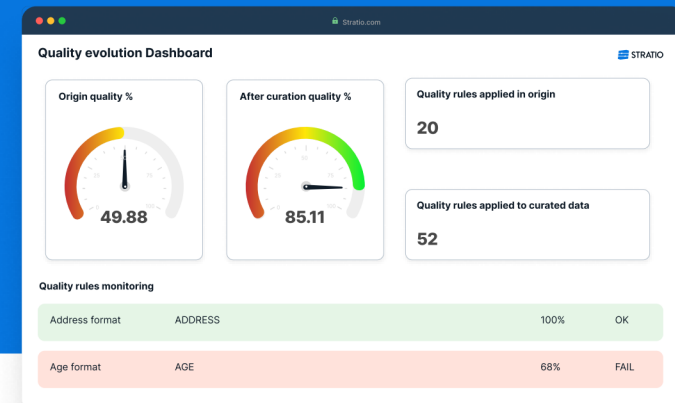 Stratio.com
Quality evolution Dashboard
STRATIO
Origin quality %
49.88
After curation quality %
85.11
Quality rules applied in origin
20
Quality rules applied to curated data
52
Quality rules monitoring
Address format ADDRESS 100% OK
Age format AGE 68% FAIL